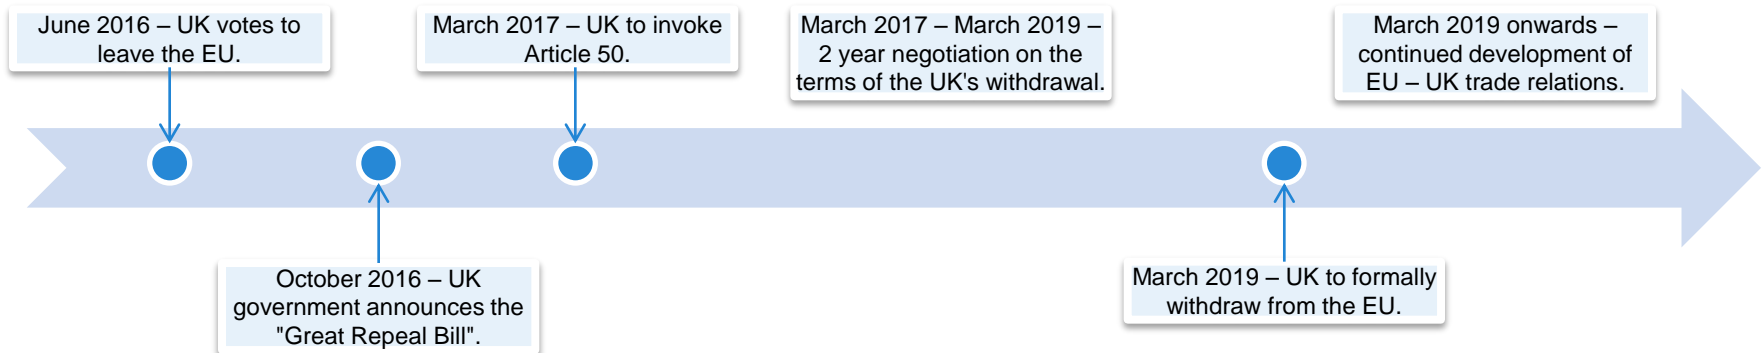 June 2016 – UK votes to
leave the EU.
March 2017 – UK to invoke
Article 50.
March 2017 – March 2019 –
2 year negotiation on the
terms of the UK's withdrawal.
March 2019 onwards –
continued development of
EU – UK trade relations.
October 2016 – UK
government announces the
"Great Repeal Bill".
March 2019 – UK to formally
withdraw from the EU.